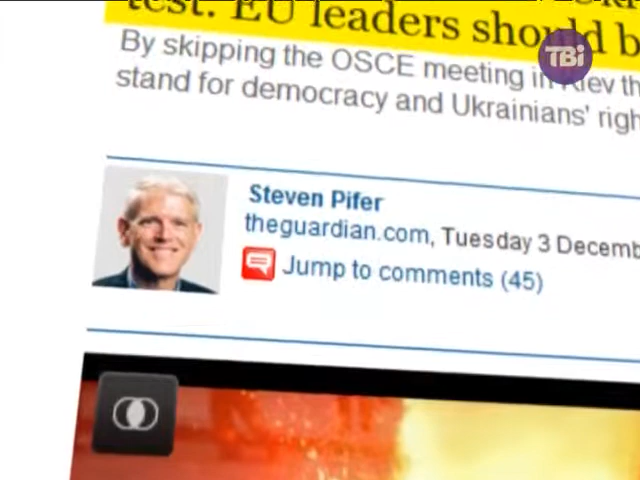 test. EU leaders should b
TBi
By skipping the OSCE meeting in Kiev th
stand for democracy and Ukrainians' righ
Steven Pifer
theguardian.com, Tuesday 3 Decemb
Jump to comments (45)